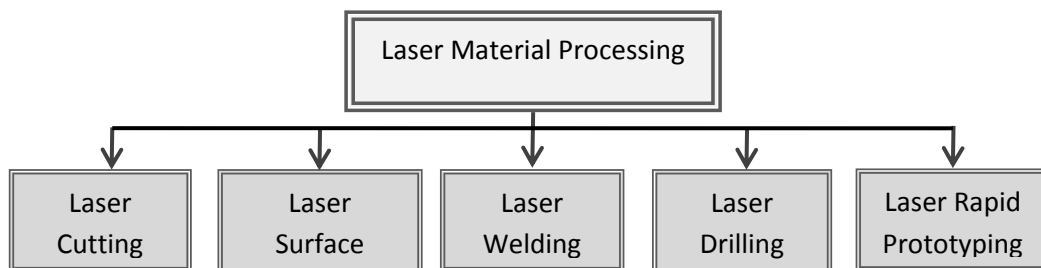 Laser Material Processing
Laser
Cutting
Laser
Surface
Laser
Welding
Laser
Drilling
Laser Rapid
Prototyping